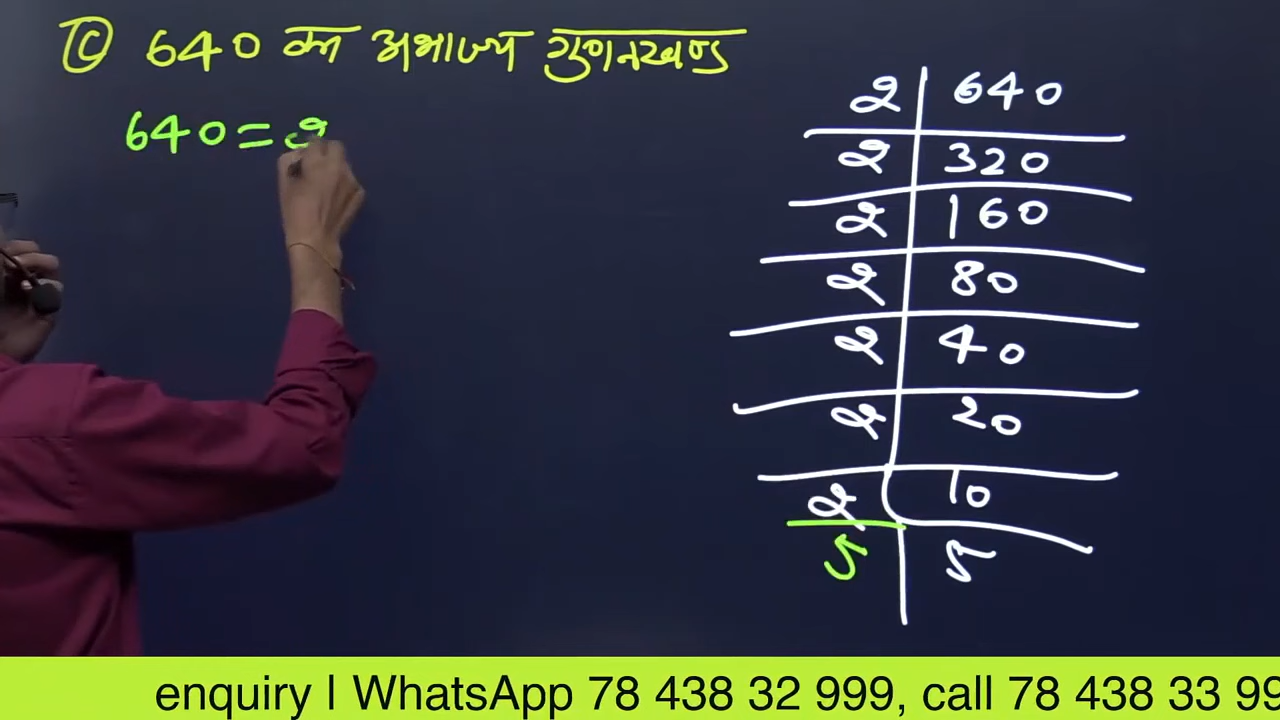 © 640 का अभाज्य गुणनखण्ड
640 = 2
2 | 640
2 | 320
2 | 160
2 | 80
2 | 40
2 | 20
2 | 10
5 | 5
enquiry | WhatsApp 78 438 32 999, call 78 438 33 99